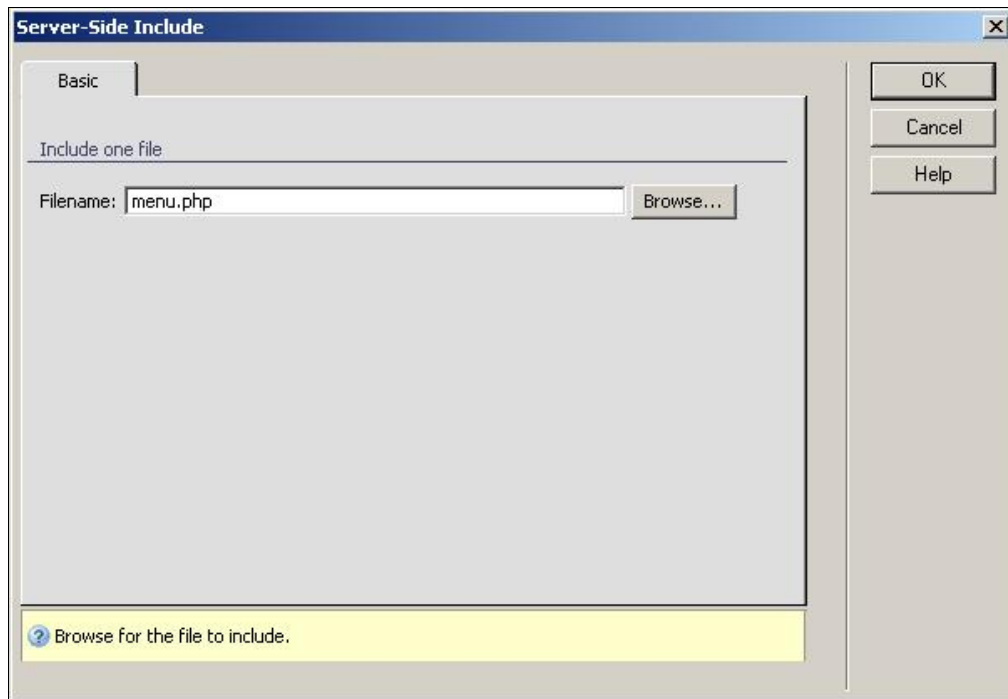 Server-Side Include
Basic
OK
Cancel
Help
Include one file
Filename: menu.php Browse...
Browse for the file to include.